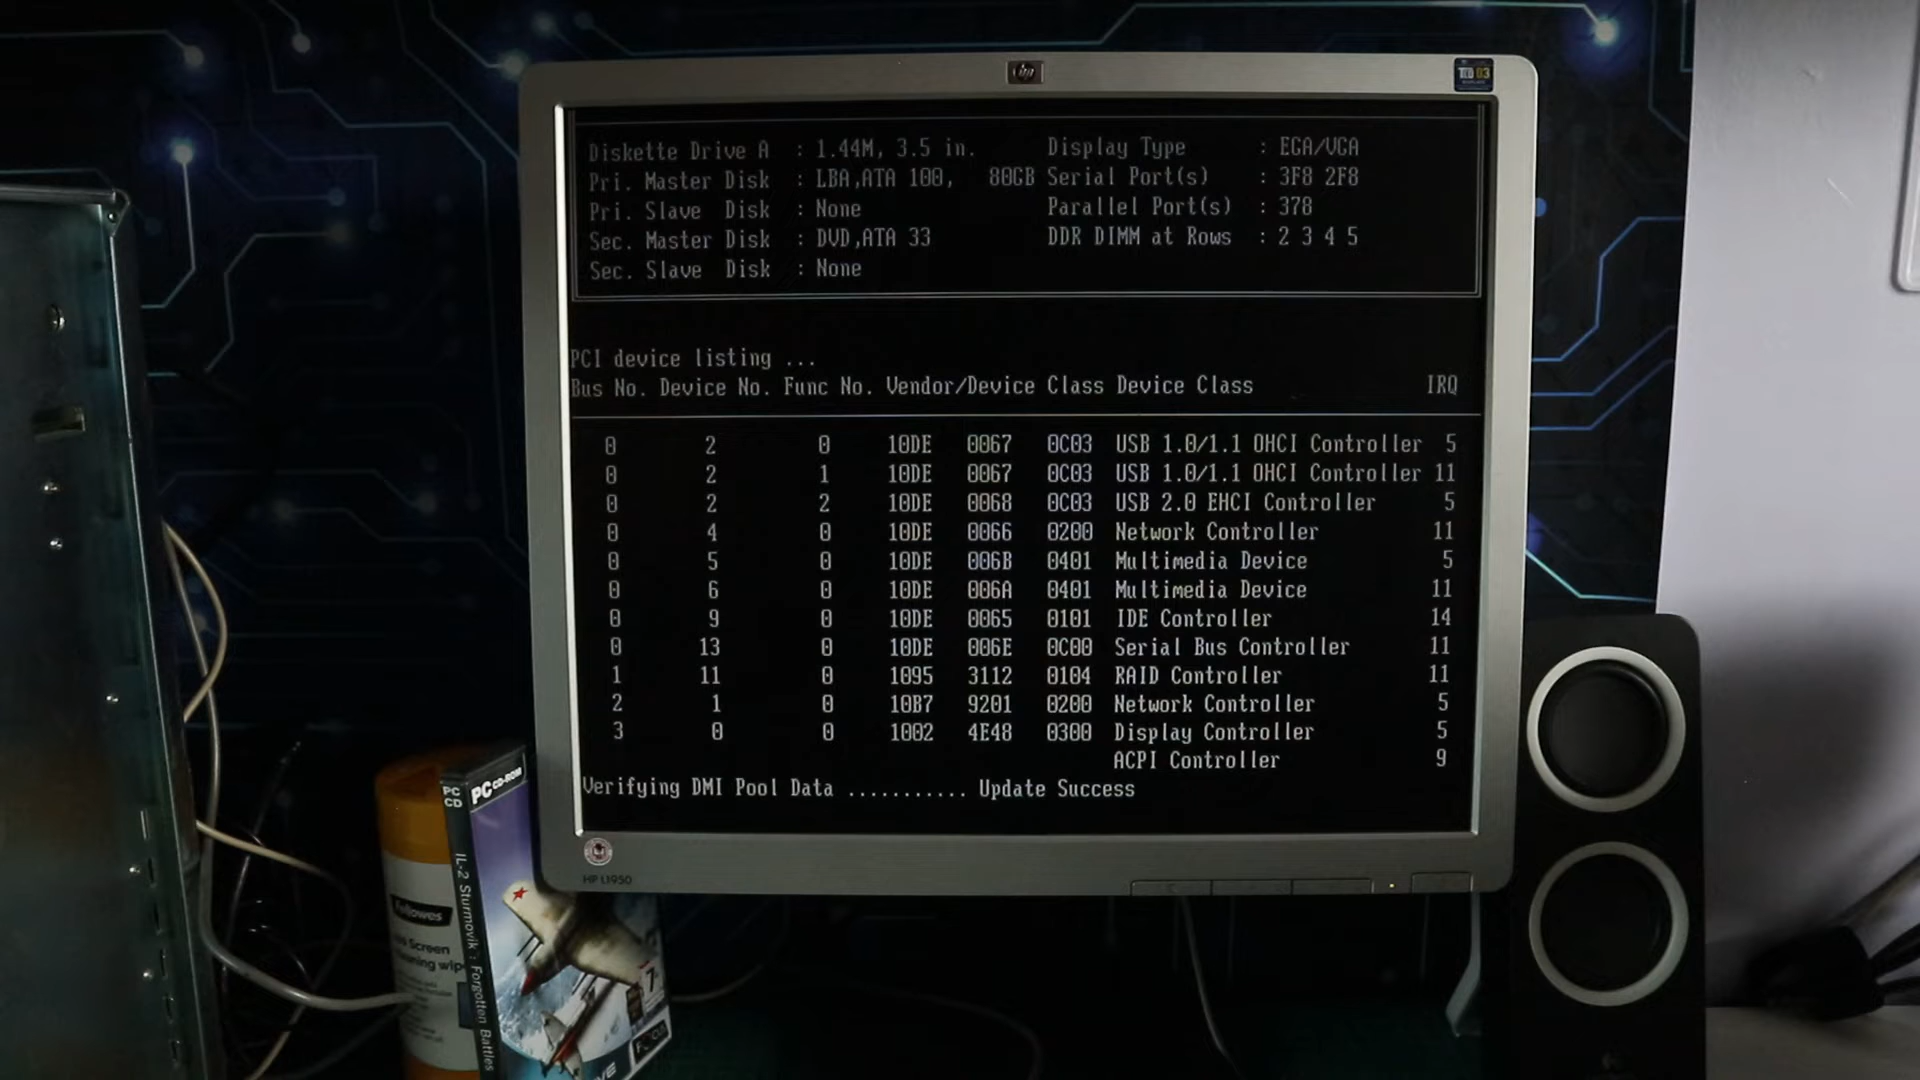 hp
TCO 03
Diskette Drive A : 1.44M, 3.5 in. Display Type : EGA/VGA
Pri. Master Disk : LBA,ATA 100, 80GB Serial Port(s) : 3F8 2F8
Pri. Slave Disk : None Parallel Port(s) : 378
Sec. Master Disk : DVD,ATA 33 DDR DIMM at Rows : 2 3 4 5
Sec. Slave Disk : None
PCI device listing ...
Bus No. Device No. Func No. Vendor/Device Class Device Class IRQ
0 2 0 10DE 0067 0C03 USB 1.0/1.1 OHCI Controller 5
0 2 1 10DE 0067 0C03 USB 1.0/1.1 OHCI Controller 11
0 2 2 10DE 0068 0C03 USB 2.0 EHCI Controller 5
0 4 0 10DE 0066 0200 Network Controller 11
0 5 0 10DE 006B 0401 Multimedia Device 5
0 6 0 10DE 006A 0401 Multimedia Device 11
0 9 0 10DE 0065 0101 IDE Controller 14
0 13 0 10DE 006E 0C00 Serial Bus Controller 11
1 11 0 1095 3112 0104 RAID Controller 11
2 1 0 10B7 9201 0200 Network Controller 5
3 0 0 1002 4E48 0300 Display Controller 5
ACPI Controller 9
Verifying DMI Pool Data ........... Update Success
HP L1950
PC CD
PC CD-ROM
IL-2 Sturmovik : Forgotten Battles
7
Fellowes
Screen